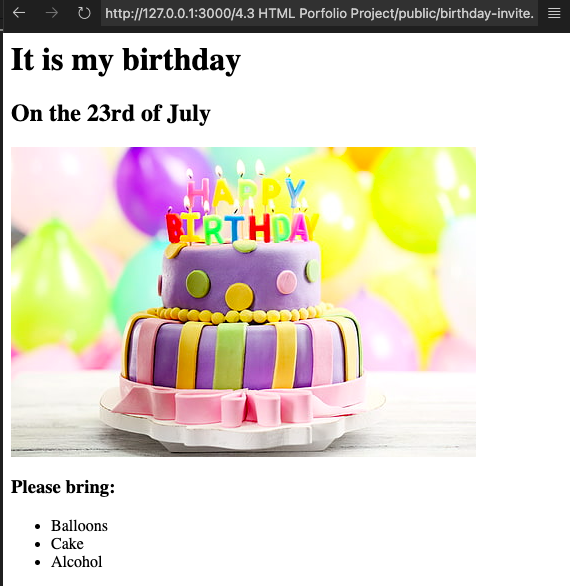 http://127.0.0.1:3000/4.3 HTML Porfolio Project/public/birthday-invite.
It is my birthday
On the 23rd of July
HAPPY
BIRTHDAY
Please bring:
Balloons
Cake
Alcohol